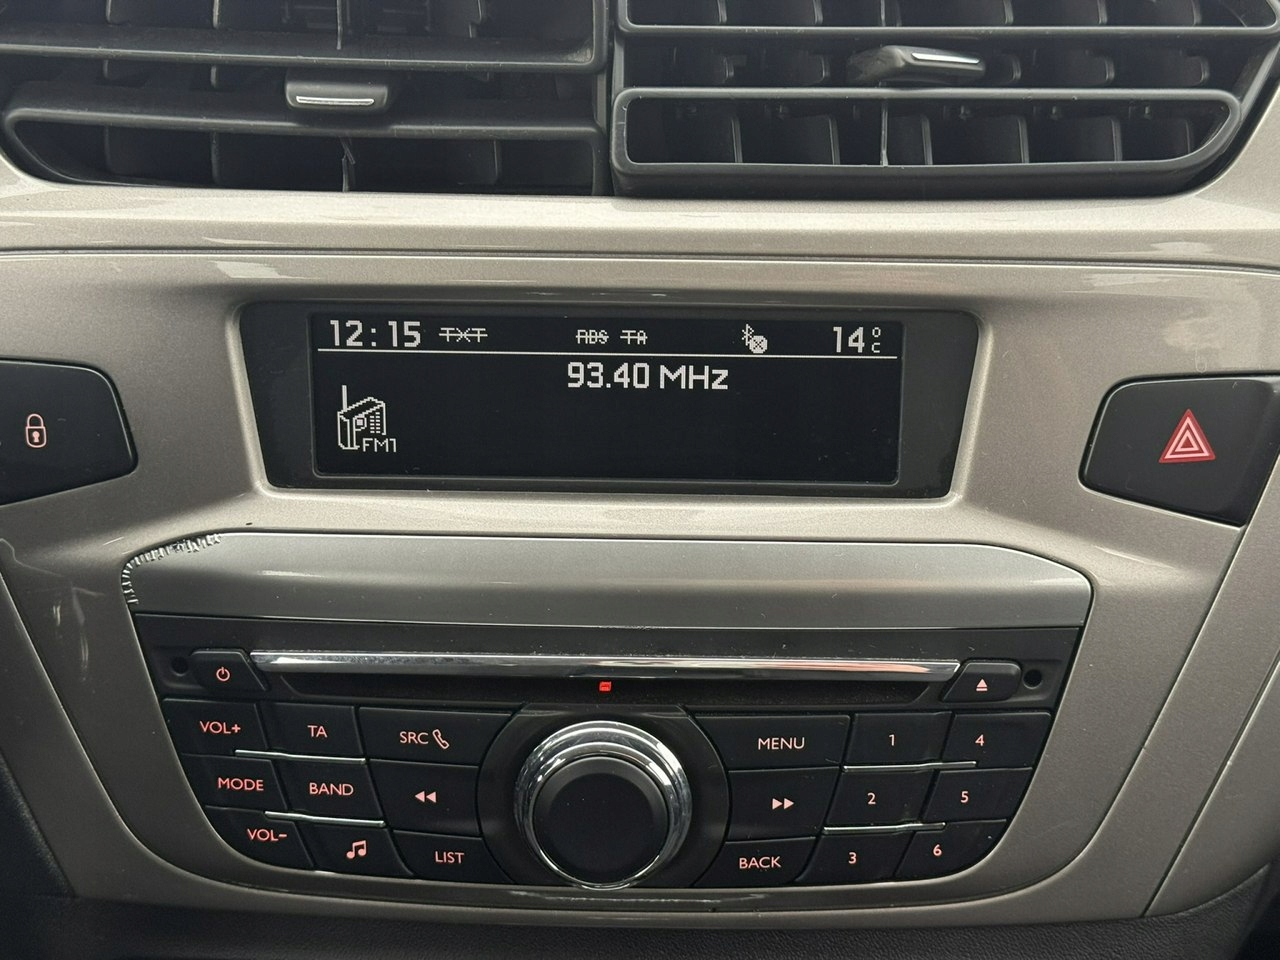 12:15 TXT RDS TA 14°C
93.40 MHz
FM1
VOL+ TA SRC MENU 1 4
MODE BAND 2 5
VOL- LIST BACK 3 6